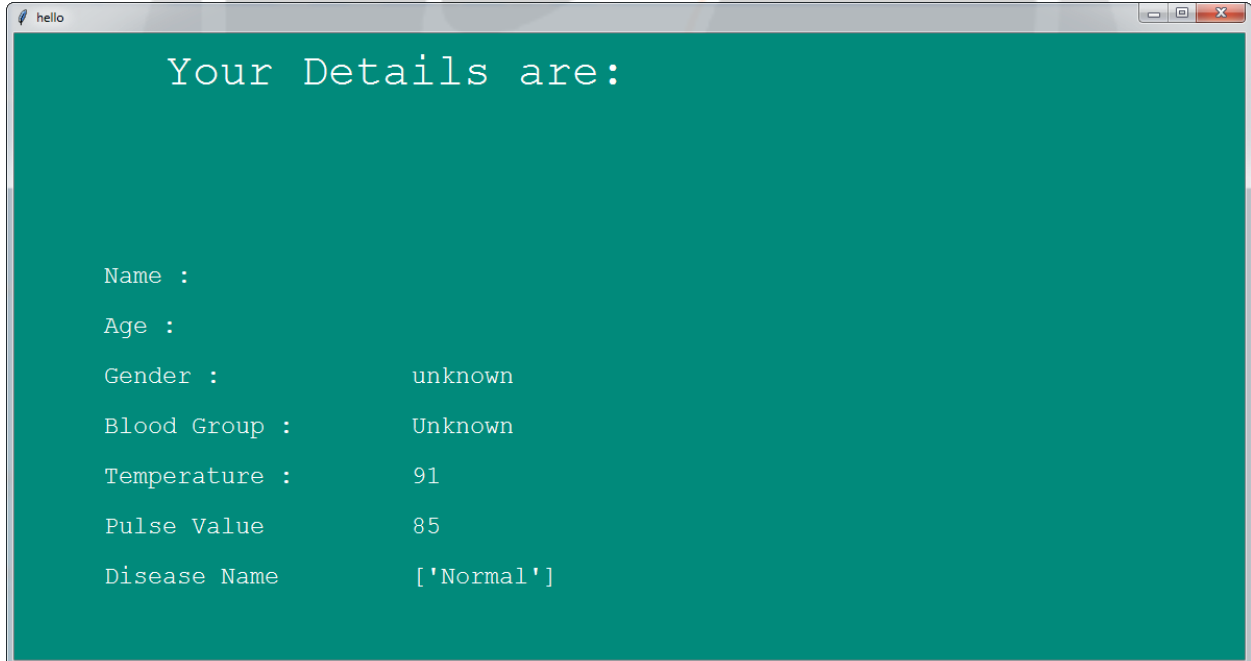 hello
Your Details are:
Name :
Age :
Gender : unknown
Blood Group : Unknown
Temperature : 91
Pulse Value 85
Disease Name ['Normal']